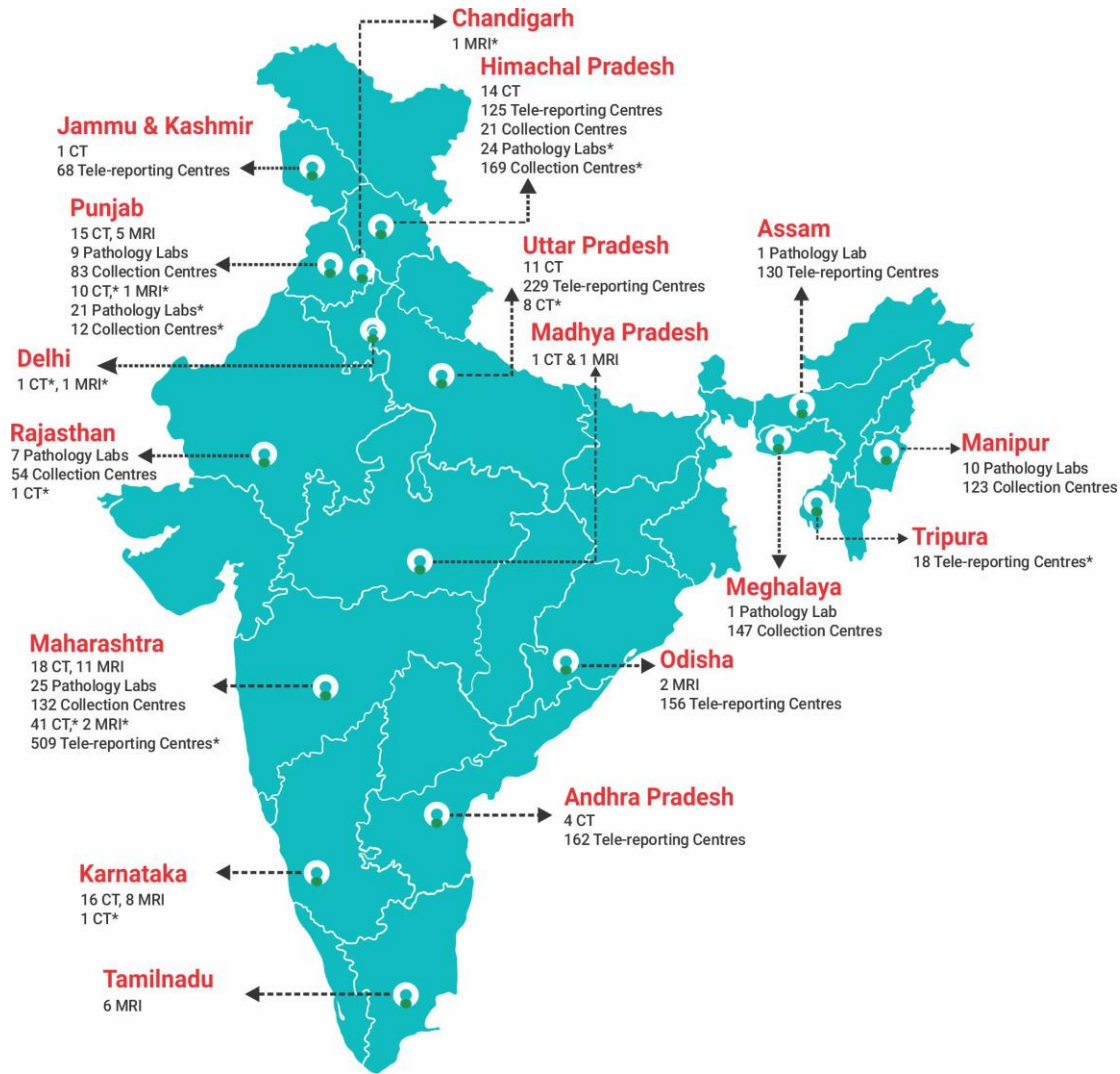 Chandigarh
1 MRI*
Himachal Pradesh
14 CT
125 Tele-reporting Centres
21 Collection Centres
24 Pathology Labs*
169 Collection Centres*
Jammu & Kashmir
1 CT
68 Tele-reporting Centres
Punjab
15 CT, 5 MRI
9 Pathology Labs
83 Collection Centres
10 CT,* 1 MRI*
21 Pathology Labs*
12 Collection Centres*
Uttar Pradesh
11 CT
229 Tele-reporting Centres
8 CT*
Assam
1 Pathology Lab
130 Tele-reporting Centres
Madhya Pradesh
1 CT & 1 MRI
Delhi
1 CT*, 1 MRI*
Rajasthan
7 Pathology Labs
54 Collection Centres
1 CT*
Manipur
10 Pathology Labs
123 Collection Centres
Tripura
18 Tele-reporting Centres*
Meghalaya
1 Pathology Lab
147 Collection Centres
Maharashtra
18 CT, 11 MRI
25 Pathology Labs
132 Collection Centres
41 CT,* 2 MRI*
509 Tele-reporting Centres*
Odisha
2 MRI
156 Tele-reporting Centres
Andhra Pradesh
4 CT
162 Tele-reporting Centres
Karnataka
16 CT, 8 MRI
1 CT*
Tamilnadu
6 MRI